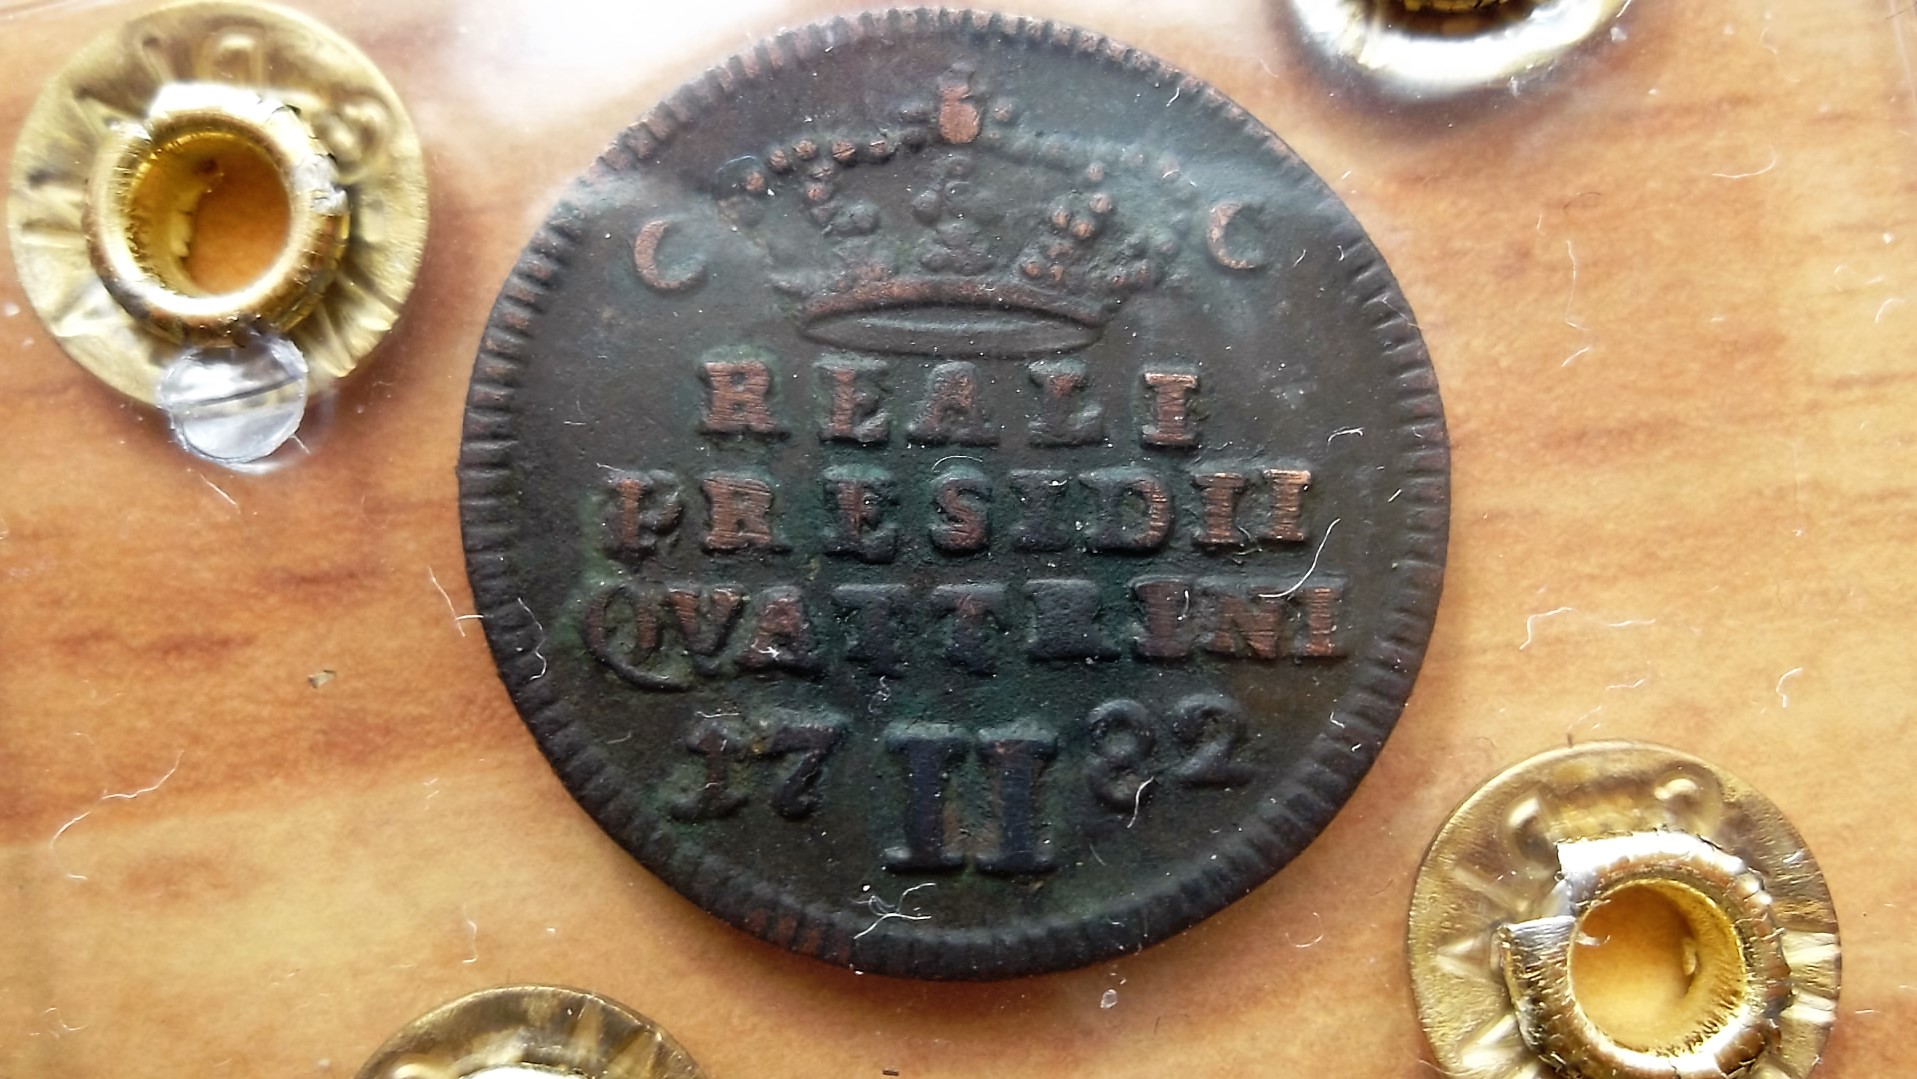 C C
REALI
PRESIDII
QVATTRINI
17 II 82